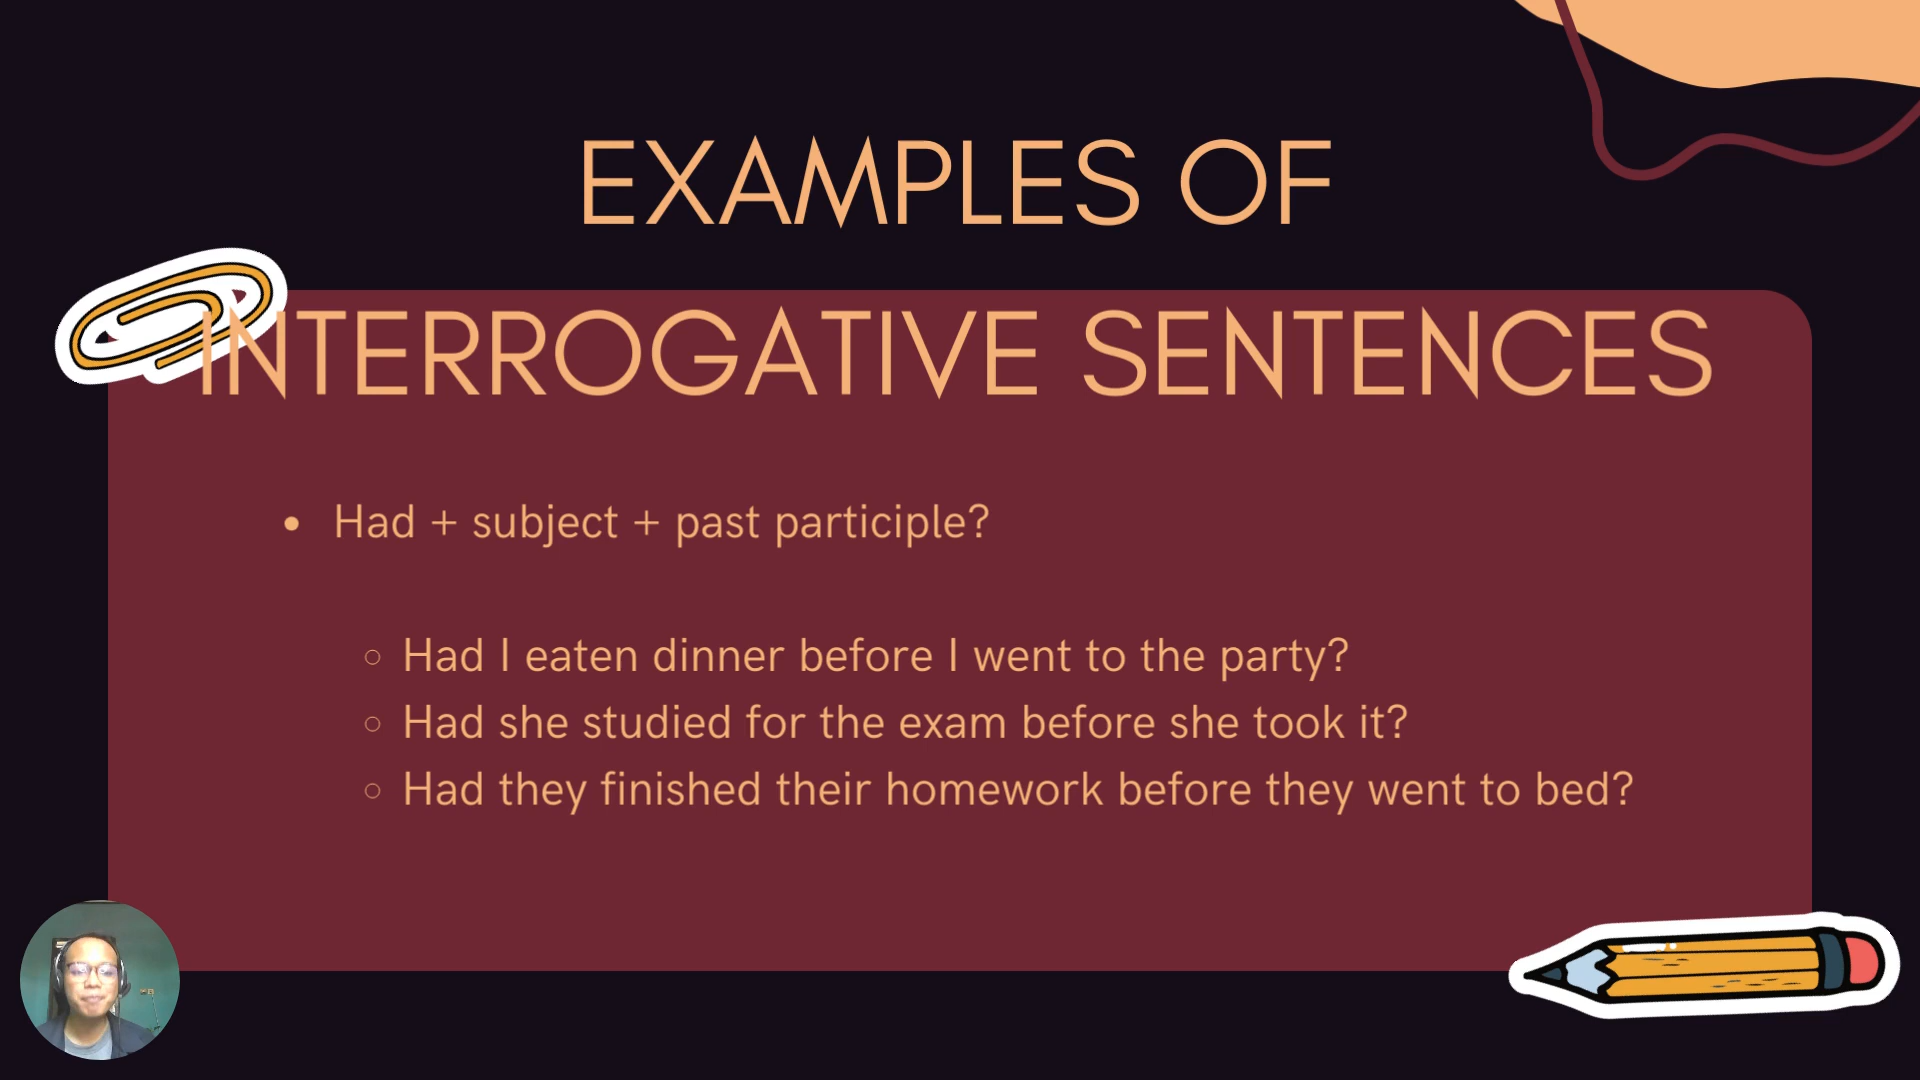 EXAMPLES OF
INTERROGATIVE SENTENCES
• Had + subject + past participle?
○ Had I eaten dinner before I went to the party?
○ Had she studied for the exam before she took it?
○ Had they finished their homework before they went to bed?